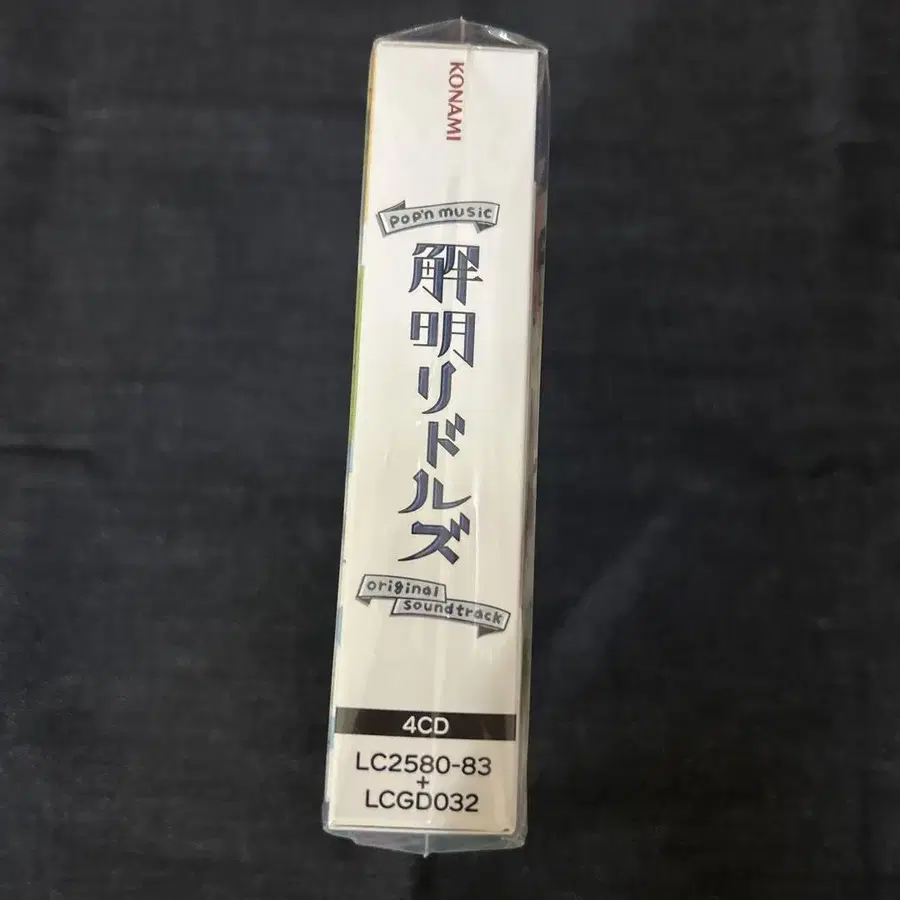 KONAMI
pop'n music
解明リドルズ
original
soundtrack
4CD
LC2580-83
+
LCGD032